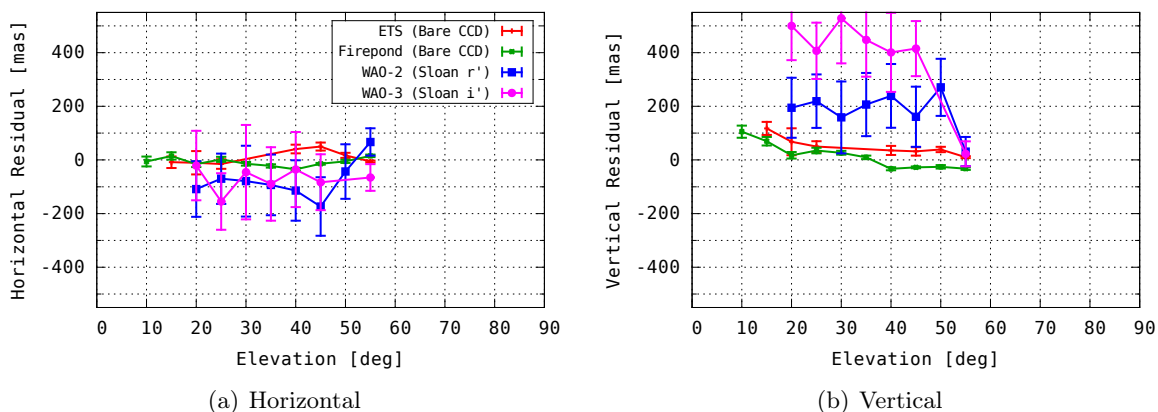 400
200
0
-200
-400
Horizontal Residual [mas]
ETS (Bare CCD)
Firepond (Bare CCD)
WAO-2 (Sloan r')
WAO-3 (Sloan i')
0 10 20 30 40 50 60 70 80 90
Elevation [deg]
(a) Horizontal
400
200
0
-200
-400
Vertical Residual [mas]
0 10 20 30 40 50 60 70 80 90
Elevation [deg]
(b) Vertical